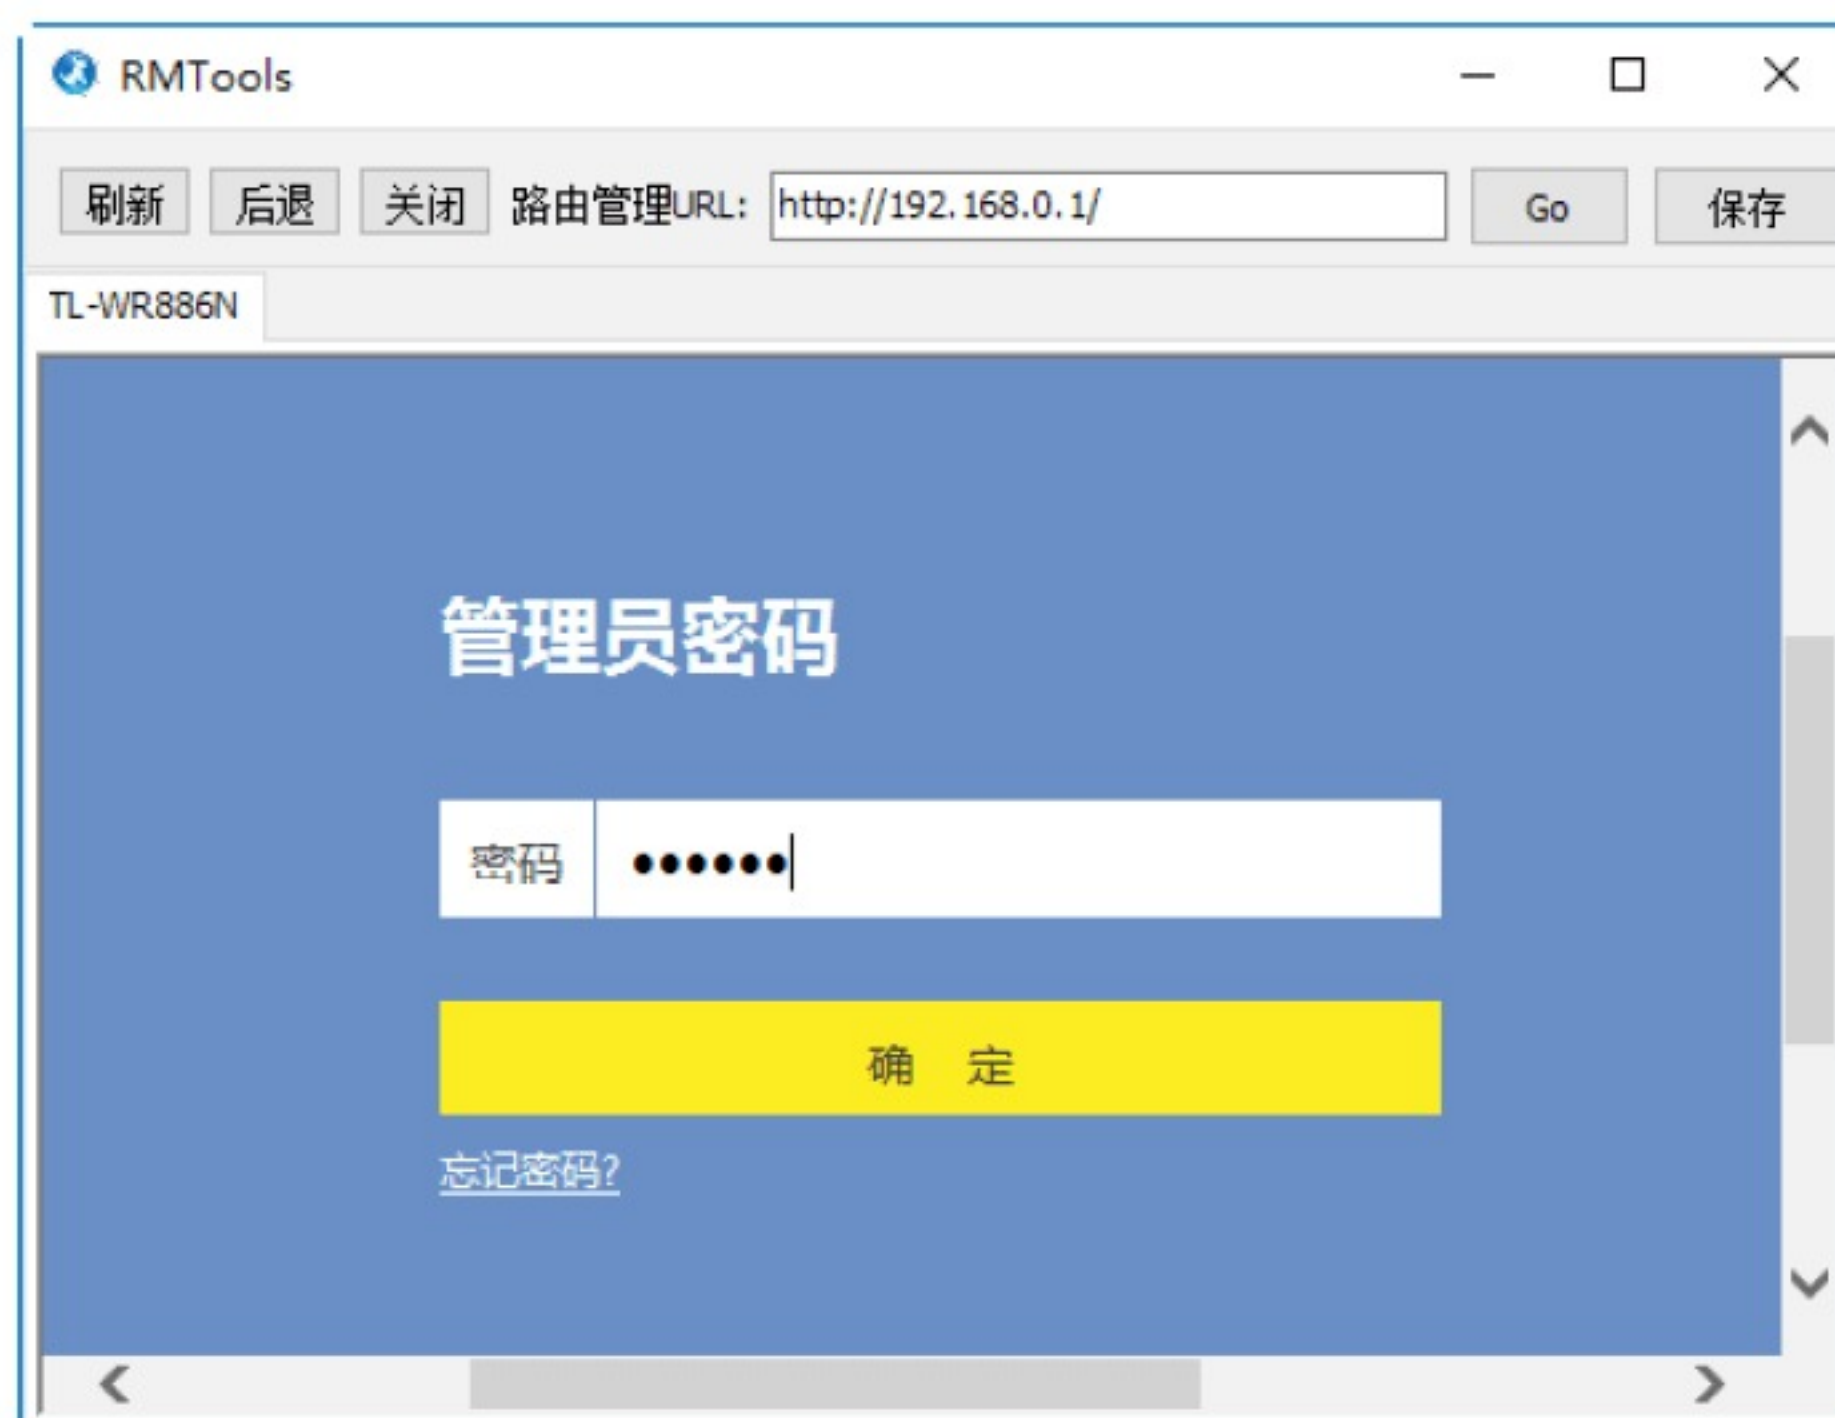 RMTools
刷新 后退 关闭 路由管理URL: http://192.168.0.1/ Go 保存
TL-WR886N
管理员密码
密码 ••••••
确 定
忘记密码?